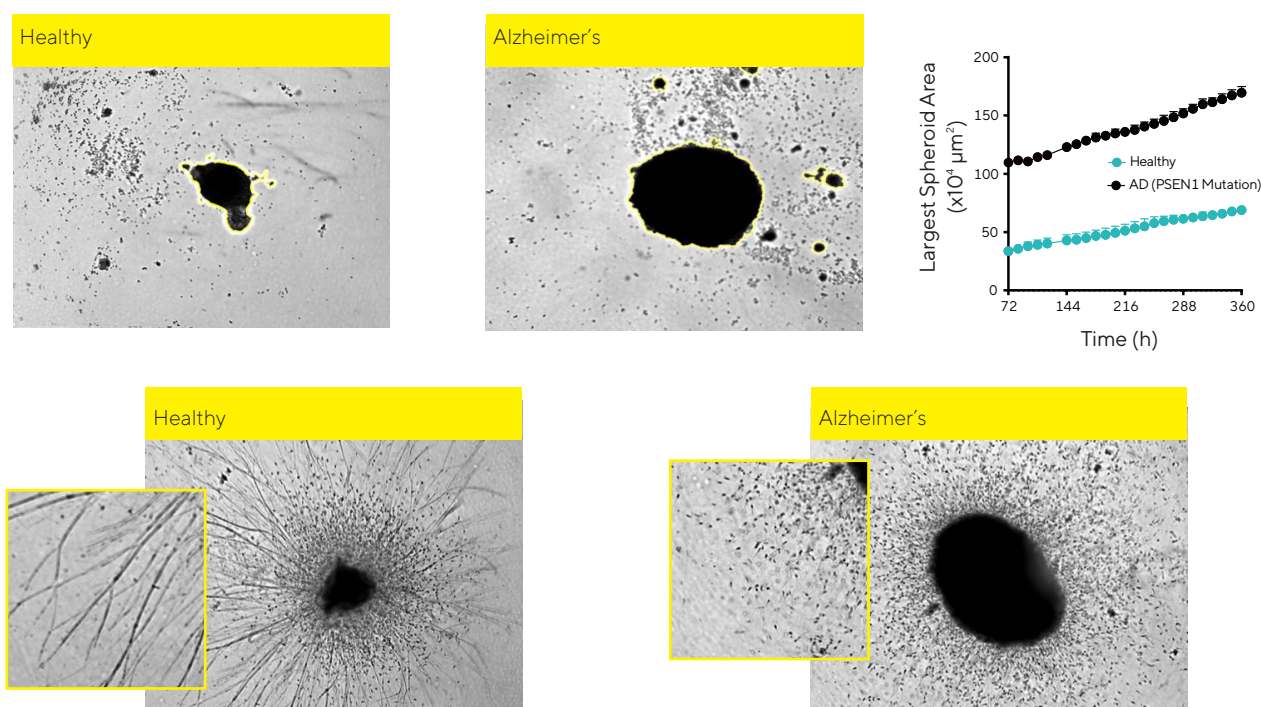 Healthy
Alzheimer’s
Largest Spheroid Area
(x10⁴ µm²)
200
150
100
50
0
Healthy
AD (PSEN1 Mutation)
72 144 216 288 360
Time (h)
Healthy
Alzheimer’s